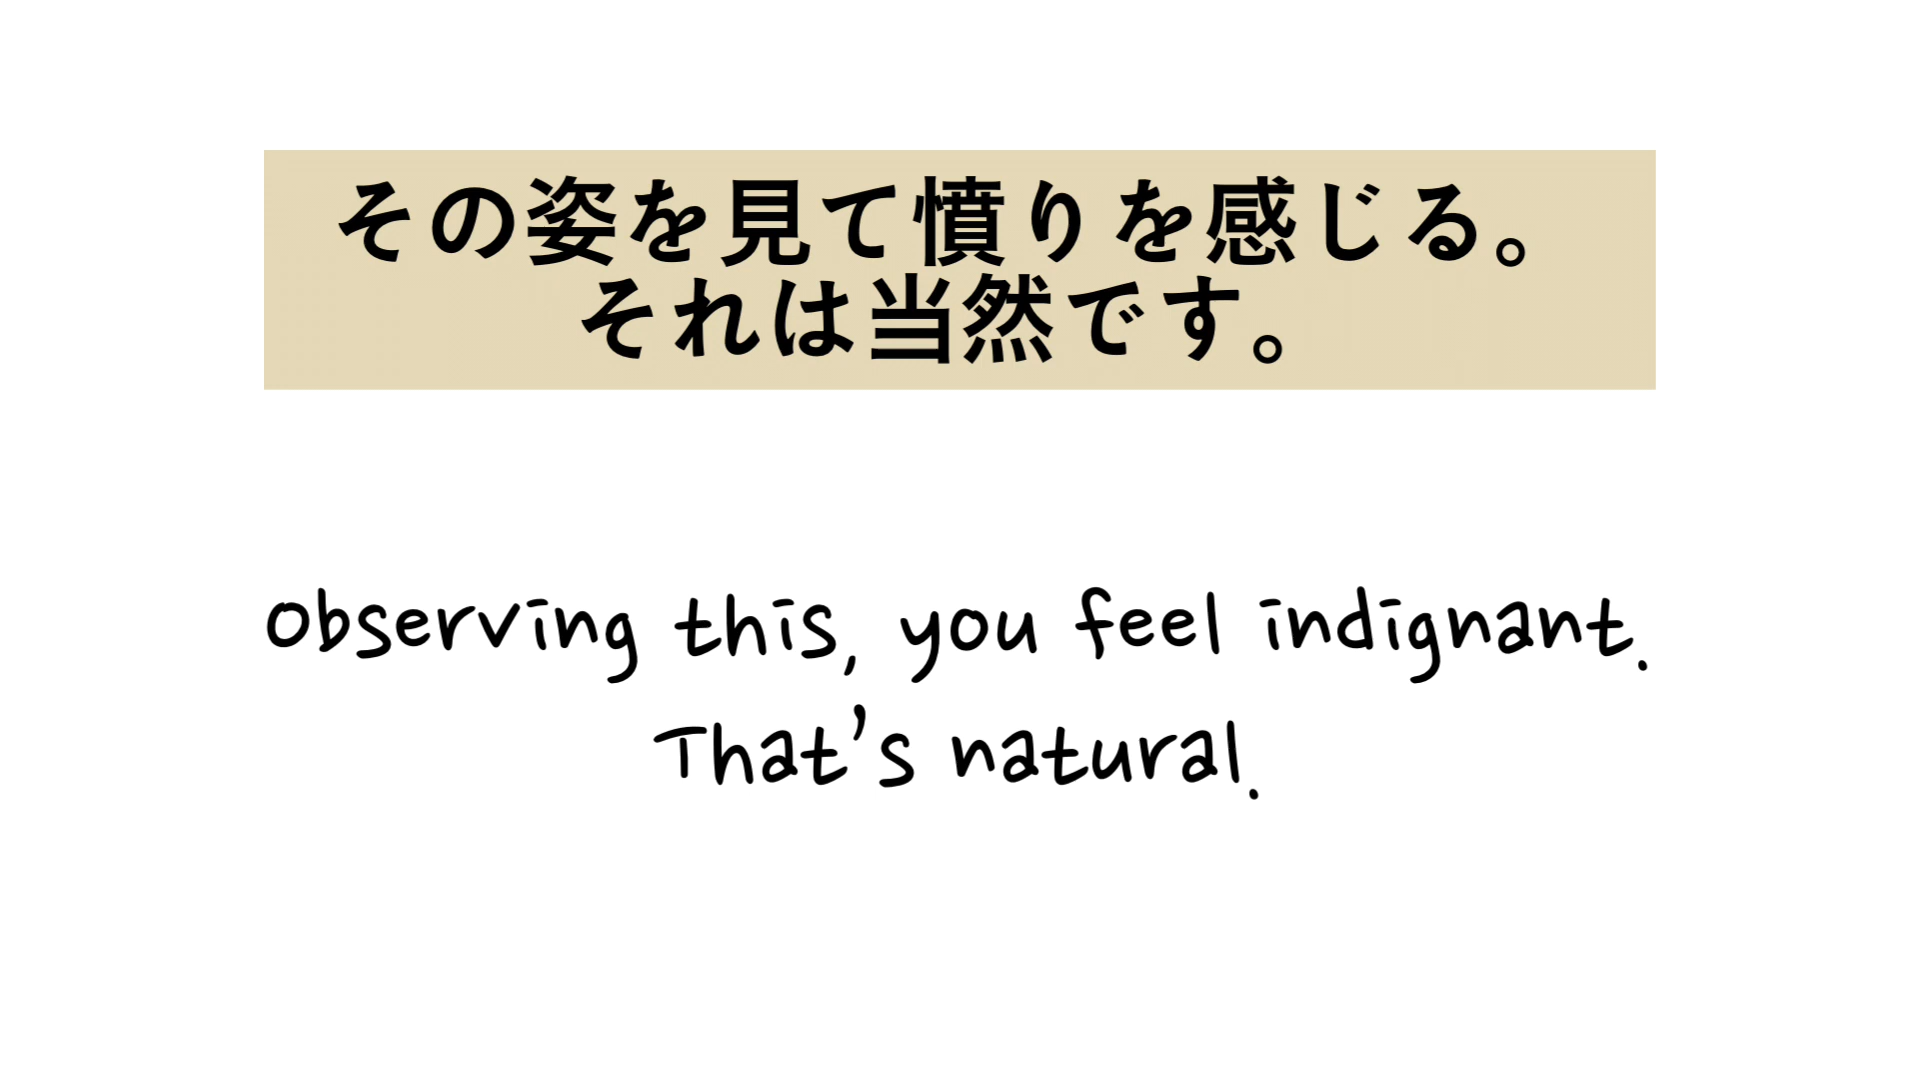 その姿を見て憤りを感じる。
それは当然です。
Observing this, you feel indignant.
That's natural.